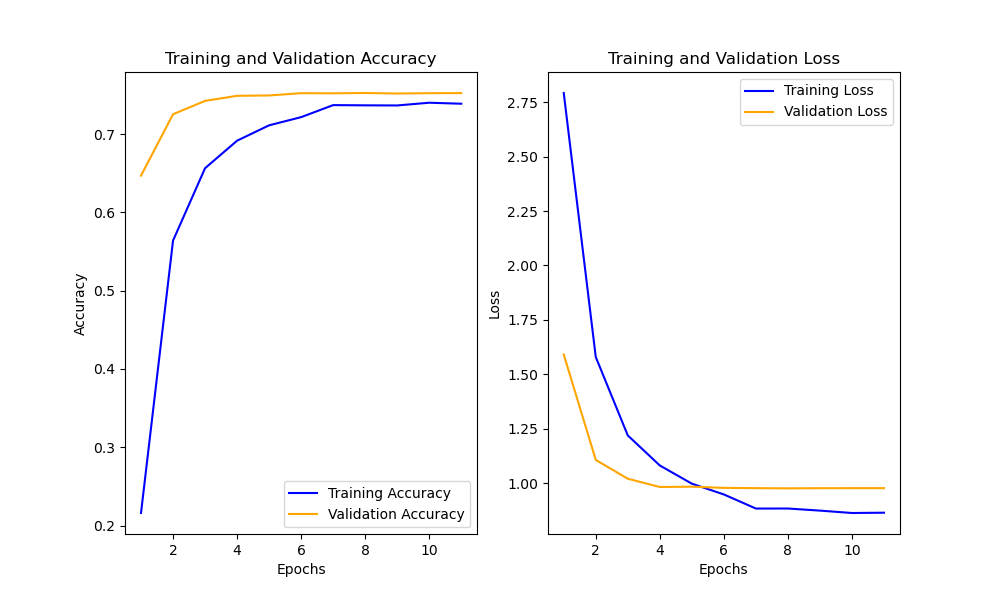 Training and Validation Accuracy
0.7
0.6
0.5
0.4
0.3
0.2
Accuracy
2 4 6 8 10
Epochs
Training Accuracy
Validation Accuracy
Training and Validation Loss
2.75
2.50
2.25
2.00
1.75
1.50
1.25
1.00
Loss
2 4 6 8 10
Epochs
Training Loss
Validation Loss